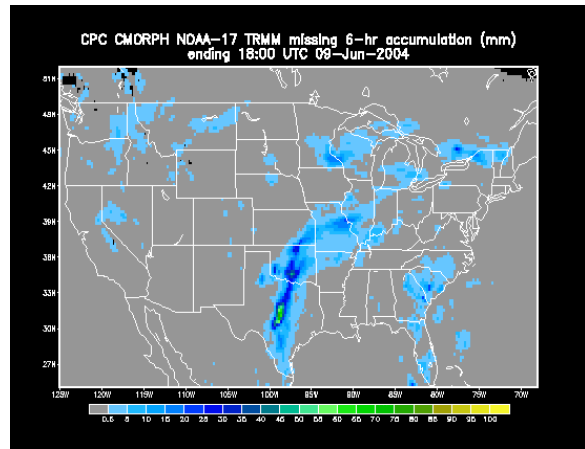 CPC CMORPH NOAA-17 TRMM missing 6-hr accumulation (mm)
ending 18:00 UTC 09-Jun-2004
51N
48N
45N
42N
39N
36N
33N
30N
27N
125W 120W 115W 110W 105W 100W 95W 90W 85W 80W 75W 70W
0.5 5 10 15 20 25 30 35 40 45 50 55 60 65 70 75 80 85 90 95 100